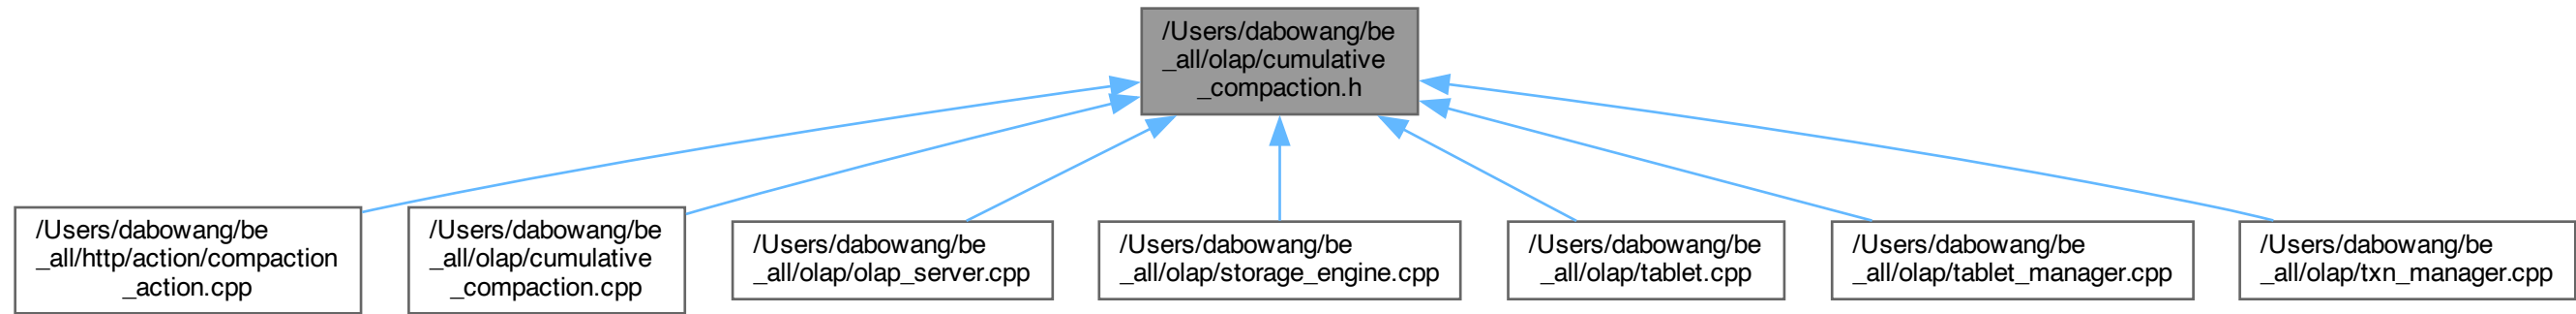 /Users/dabowang/be
_all/olap/cumulative
_compaction.h
/Users/dabowang/be
_all/http/action/compaction
_action.cpp
/Users/dabowang/be
_all/olap/cumulative
_compaction.cpp
/Users/dabowang/be
_all/olap/olap_server.cpp
/Users/dabowang/be
_all/olap/storage_engine.cpp
/Users/dabowang/be
_all/olap/tablet.cpp
/Users/dabowang/be
_all/olap/tablet_manager.cpp
/Users/dabowang/be
_all/olap/txn_manager.cpp